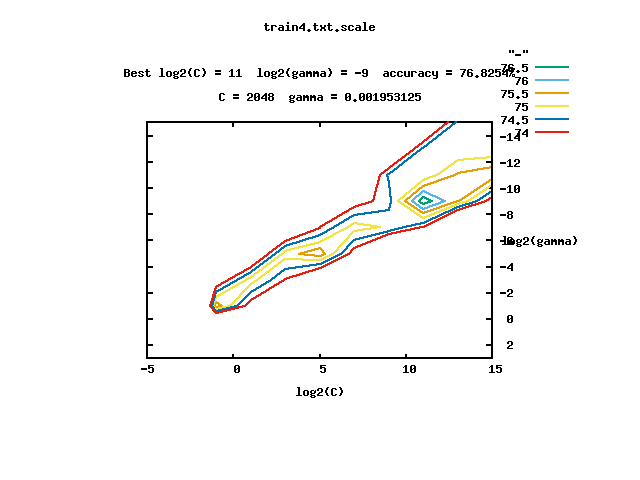 train4.txt.scale
"-"
Best log2(C) = 11  log2(gamma) = -9  accuracy = 76.8254%
C = 2048  gamma = 0.001953125
76.5
76
75.5
75
74.5
74
-14
-12
-10
-8
-6
log2(gamma)
-4
-2
0
2
-5 0 5 10 15
log2(C)